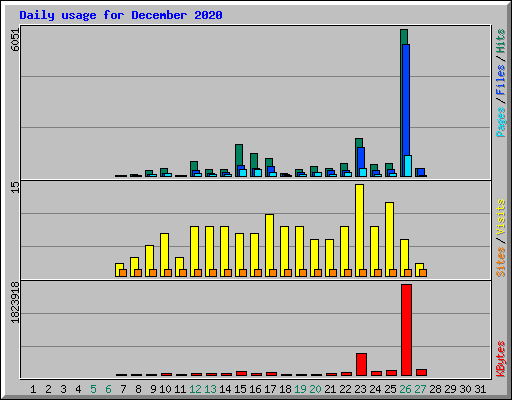 Daily usage for December 2020
6051
15
1823918
Pages / Files / Hits
Sites / Visits
KBytes
1 2 3 4 5 6 7 8 9 10 11 12 13 14 15 16 17 18 19 20 21 22 23 24 25 26 27 28 29 30 31